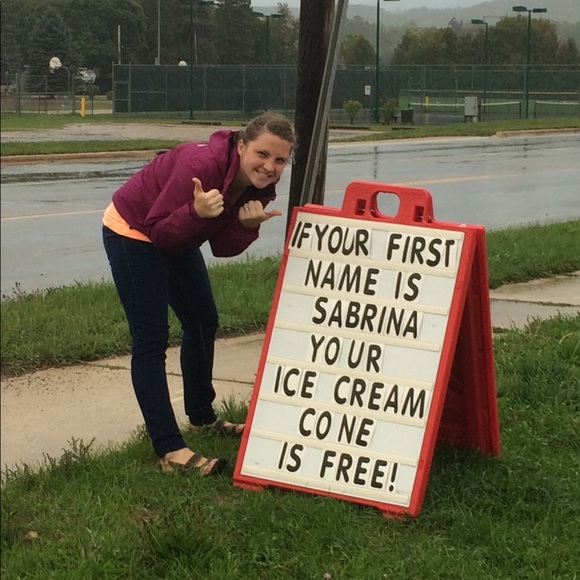 IF YOUR FIRST
NAME IS
SABRINA
YOUR
ICE CREAM
CONE
IS FREE!